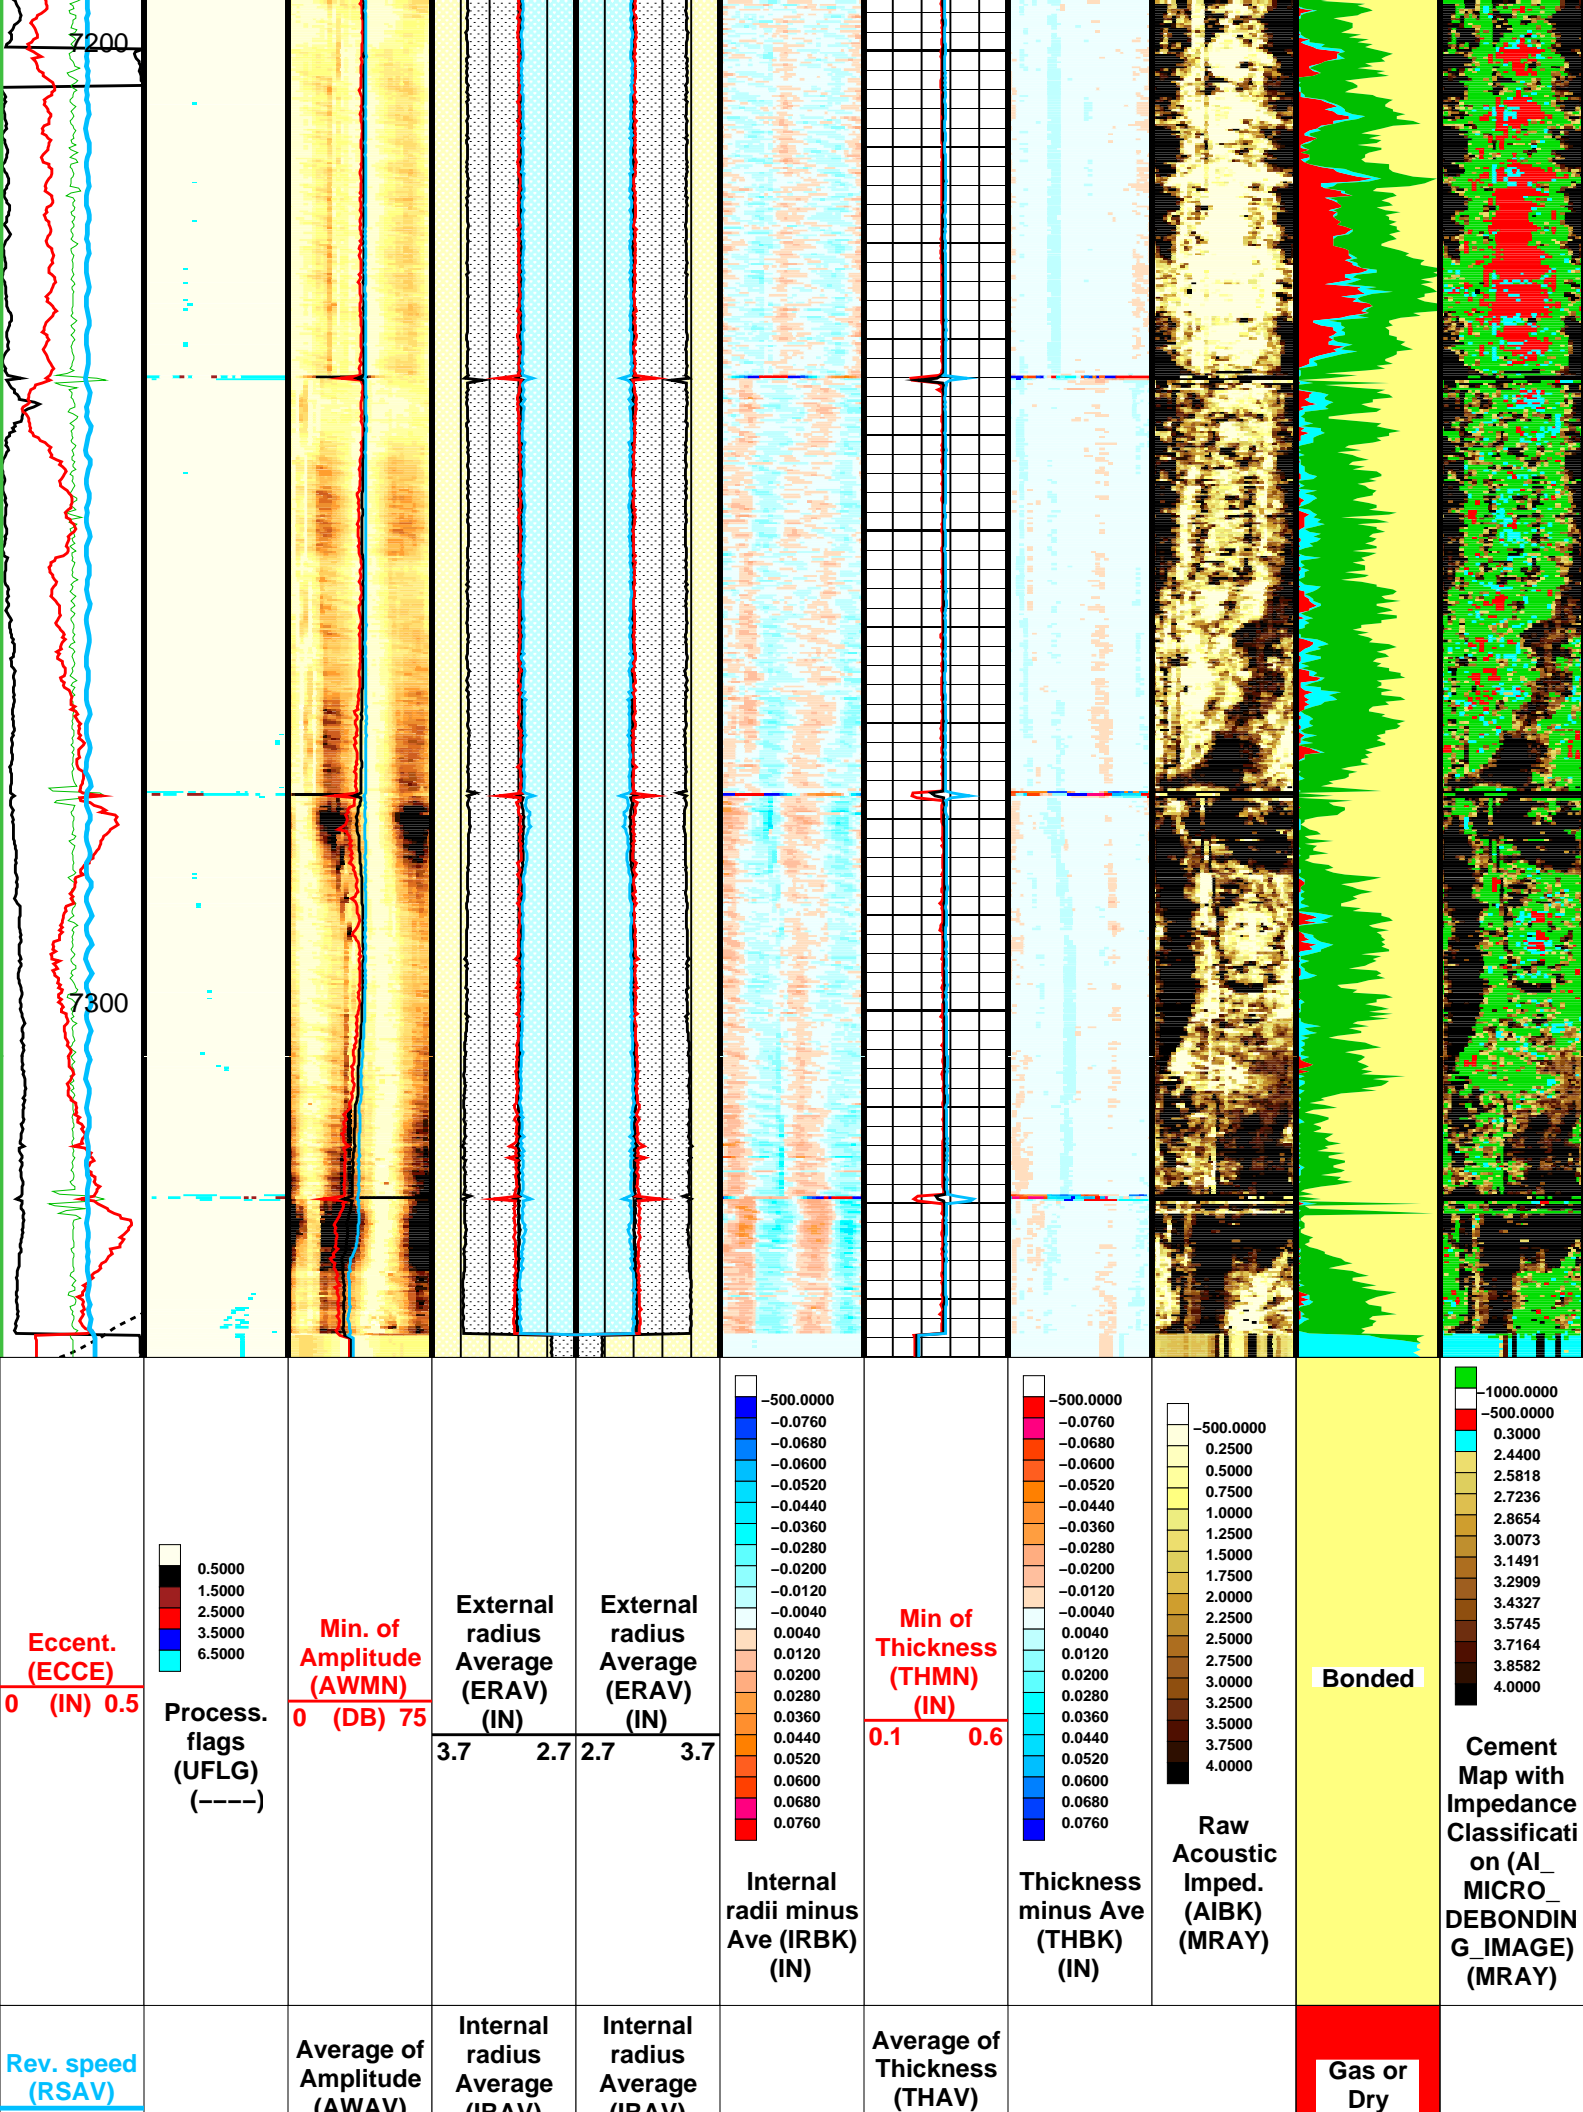 7200
7300
Eccent.
(ECCE)
0 (IN) 0.5
0.5000
1.5000
2.5000
3.5000
6.5000
Process.
flags
(UFLG)
(----)
Min. of
Amplitude
(AWMN)
0 (DB) 75
External
radius
Average
(ERAV)
(IN)
3.7 2.7
External
radius
Average
(ERAV)
(IN)
2.7 3.7
-500.0000
-0.0760
-0.0680
-0.0600
-0.0520
-0.0440
-0.0360
-0.0280
-0.0200
-0.0120
-0.0040
0.0040
0.0120
0.0200
0.0280
0.0360
0.0440
0.0520
0.0600
0.0680
0.0760
Internal
radii minus
Ave (IRBK)
(IN)
Min of
Thickness
(THMN)
(IN)
0.1 0.6
-500.0000
-0.0760
-0.0680
-0.0600
-0.0520
-0.0440
-0.0360
-0.0280
-0.0200
-0.0120
-0.0040
0.0040
0.0120
0.0200
0.0280
0.0360
0.0440
0.0520
0.0600
0.0680
0.0760
Thickness
minus Ave
(THBK)
(IN)
-500.0000
0.2500
0.5000
0.7500
1.0000
1.2500
1.5000
1.7500
2.0000
2.2500
2.5000
2.7500
3.0000
3.2500
3.5000
3.7500
4.0000
Raw
Acoustic
Imped.
(AIBK)
(MRAY)
Bonded
-1000.0000
-500.0000
0.3000
2.4400
2.5818
2.7236
2.8654
3.0073
3.1491
3.2909
3.4327
3.5745
3.7164
3.8582
4.0000
Cement
Map with
Impedance
Classificati
on (AI_
MICRO_
DEBONDIN
G_IMAGE)
(MRAY)
Rev. speed
(RSAV)
Average of
Amplitude
(AWAV)
Internal
radius
Average
(IRAV)
Internal
radius
Average
(IRAV)
Average of
Thickness
(THAV)
Gas or
Dry